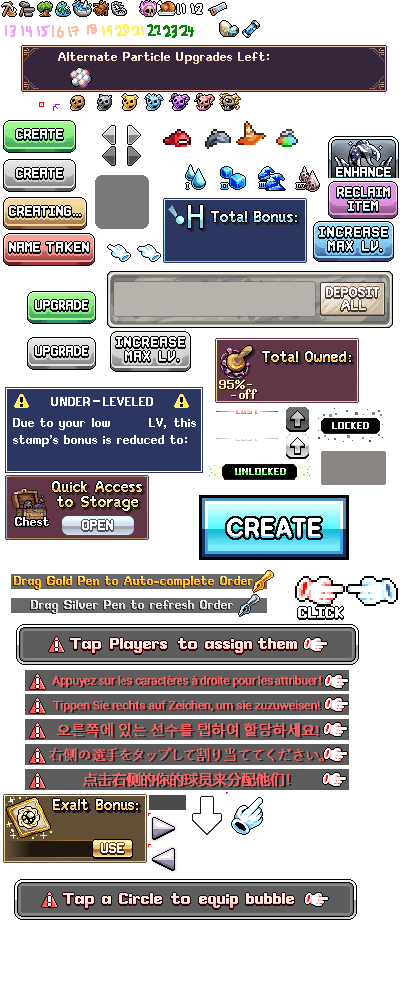 11 12
13 14 15 16 17 18 19 20 21 22 23 24
Alternate Particle Upgrades Left:
CREATE
CREATE
CREATING...
NAME TAKEN
H Total Bonus:
ENHANCE
RECLAIM
ITEM
INCREASE
MAX LV.
UPGRADE
DEPOSIT
ALL
UPGRADE
INCREASE
MAX LV.
Total Owned:
95%-
-off
UNDER-LEVELED
Due to your low LV, this
stamp's bonus is reduced to:
COST
LOCKED
UNLOCKED
Quick Access
to Storage
Chest
OPEN
CREATE
Drag Gold Pen to Auto-complete Order
Drag Silver Pen to refresh Order
CLICK
Tap Players to assign them
Appuyez sur les caractères à droite pour les attribuer!
Tippen Sie rechts auf Zeichen, um sie zuzuweisen!
오른쪽에 있는 선수를 탭하여 할당하세요!
右側の選手をタップして割り当ててください。
点击右侧的你的球员来分配他们!
Exalt Bonus:
USE
Tap a Circle to equip bubble